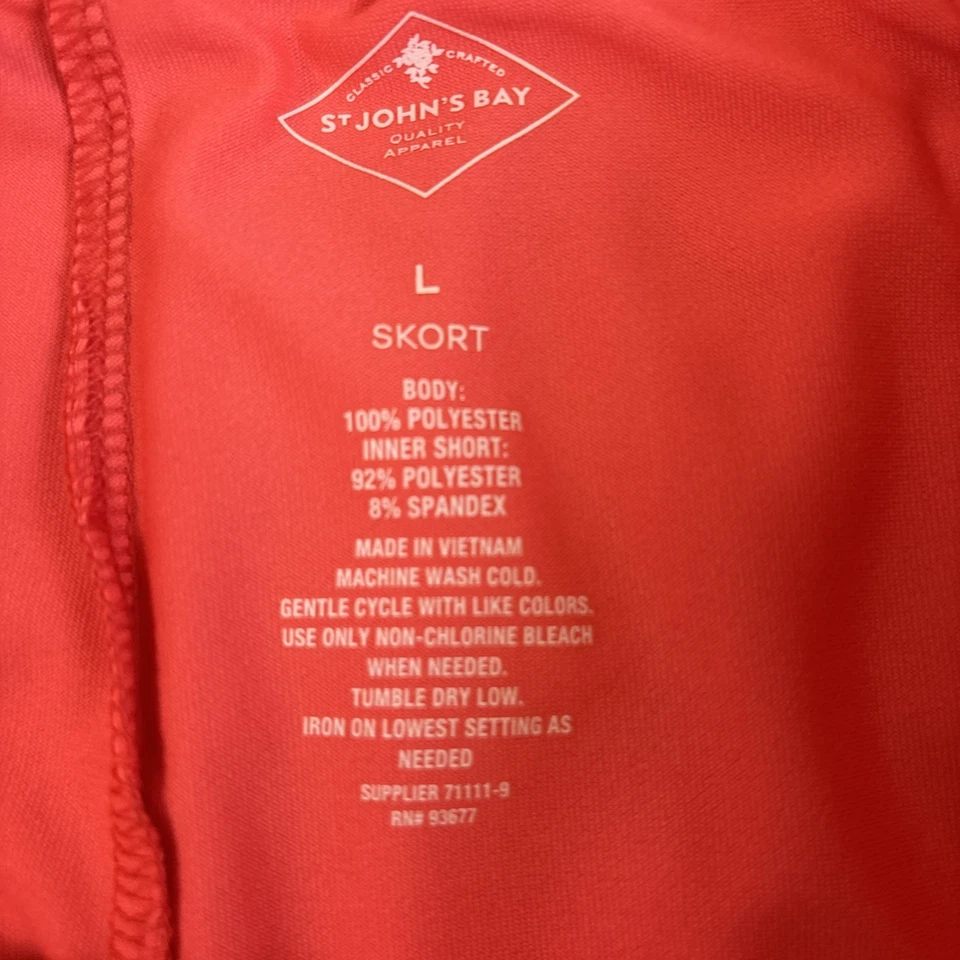 CLASSIC CRAFTED
ST JOHN'S BAY
QUALITY
APPAREL
L
SKORT
BODY:
100% POLYESTER
INNER SHORT:
92% POLYESTER
8% SPANDEX
MADE IN VIETNAM
MACHINE WASH COLD.
GENTLE CYCLE WITH LIKE COLORS.
USE ONLY NON-CHLORINE BLEACH
WHEN NEEDED.
TUMBLE DRY LOW.
IRON ON LOWEST SETTING AS
NEEDED
SUPPLIER 71111-9
RN# 93677